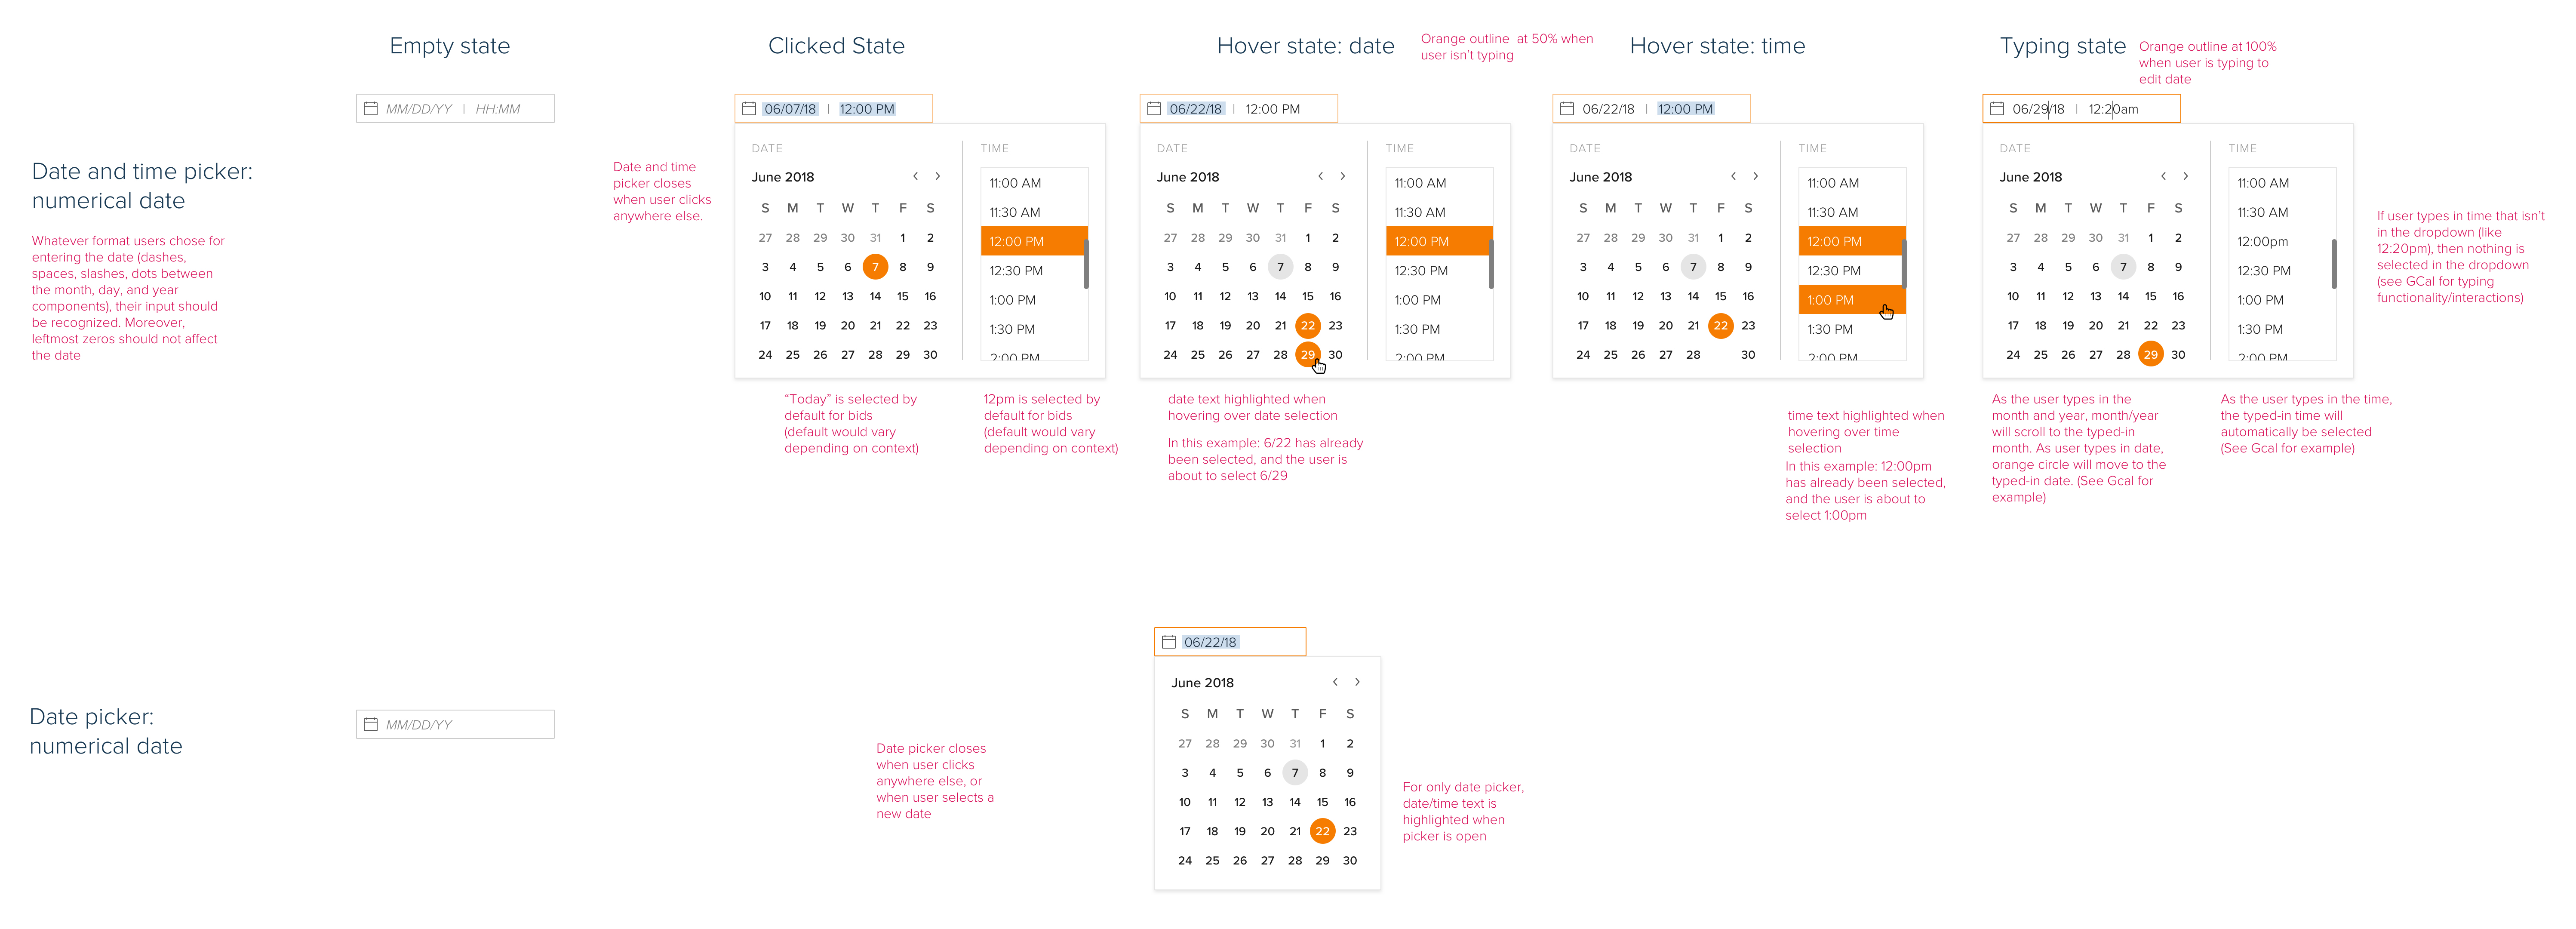 Empty state
Clicked State
Hover state: date
Orange outline at 50% when
user isn't typing
Hover state: time
Typing state
Orange outline at 100%
when user is typing to
edit date
Date and time picker:
numerical date
Whatever format users chose for
entering the date (dashes,
spaces, slashes, dots between
the month, day, and year
components), their input should
be recognized. Moreover,
leftmost zeros should not affect
the date
MM/DD/YY | HH:MM
Date and time
picker closes
when user clicks
anywhere else.
06/07/18 | 12:00 PM
DATE
June 2018 < >
S M T W T F S
27 28 29 30 31 1 2
3 4 5 6 7 8 9
10 11 12 13 14 15 16
17 18 19 20 21 22 23
24 25 26 27 28 29 30
TIME
11:00 AM
11:30 AM
12:00 PM
12:30 PM
1:00 PM
1:30 PM
2:00 PM
"Today" is selected by
default for bids
(default would vary
depending on context)
12pm is selected by
default for bids
(default would vary
depending on context)
06/22/18 | 12:00 PM
DATE
June 2018 < >
S M T W T F S
27 28 29 30 31 1 2
3 4 5 6 7 8 9
10 11 12 13 14 15 16
17 18 19 20 21 22 23
24 25 26 27 28 29 30
TIME
11:00 AM
11:30 AM
12:00 PM
12:30 PM
1:00 PM
1:30 PM
2:00 PM
date text highlighted when
hovering over date selection
In this example: 6/22 has already
been selected, and the user is
about to select 6/29
06/22/18 | 12:00 PM
DATE
June 2018 < >
S M T W T F S
27 28 29 30 31 1 2
3 4 5 6 7 8 9
10 11 12 13 14 15 16
17 18 19 20 21 22 23
24 25 26 27 28 30
TIME
11:00 AM
11:30 AM
12:00 PM
12:30 PM
1:00 PM
1:30 PM
2:00 PM
time text highlighted when
hovering over time
selection
In this example: 12:00pm
has already been selected,
and the user is about to
select 1:00pm
06/29/18 | 12:20am
DATE
June 2018 < >
S M T W T F S
27 28 29 30 31 1 2
3 4 5 6 7 8 9
10 11 12 13 14 15 16
17 18 19 20 21 22 23
24 25 26 27 28 29 30
TIME
11:00 AM
11:30 AM
12:00pm
12:30 PM
1:00 PM
1:30 PM
2:00 PM
If user types in time that isn't
in the dropdown (like
12:20pm), then nothing is
selected in the dropdown
(see GCal for typing
functionality/interactions)
As the user types in the
month and year, month/year
will scroll to the typed-in
month. As user types in date,
orange circle will move to the
typed-in date. (See Gcal for
example)
As the user types in the time,
the typed-in time will
automatically be selected
(See Gcal for example)
Date picker:
numerical date
MM/DD/YY
Date picker closes
when user clicks
anywhere else, or
when user selects a
new date
06/22/18
June 2018 < >
S M T W T F S
27 28 29 30 31 1 2
3 4 5 6 7 8 9
10 11 12 13 14 15 16
17 18 19 20 21 22 23
24 25 26 27 28 29 30
For only date picker,
date/time text is
highlighted when
picker is open